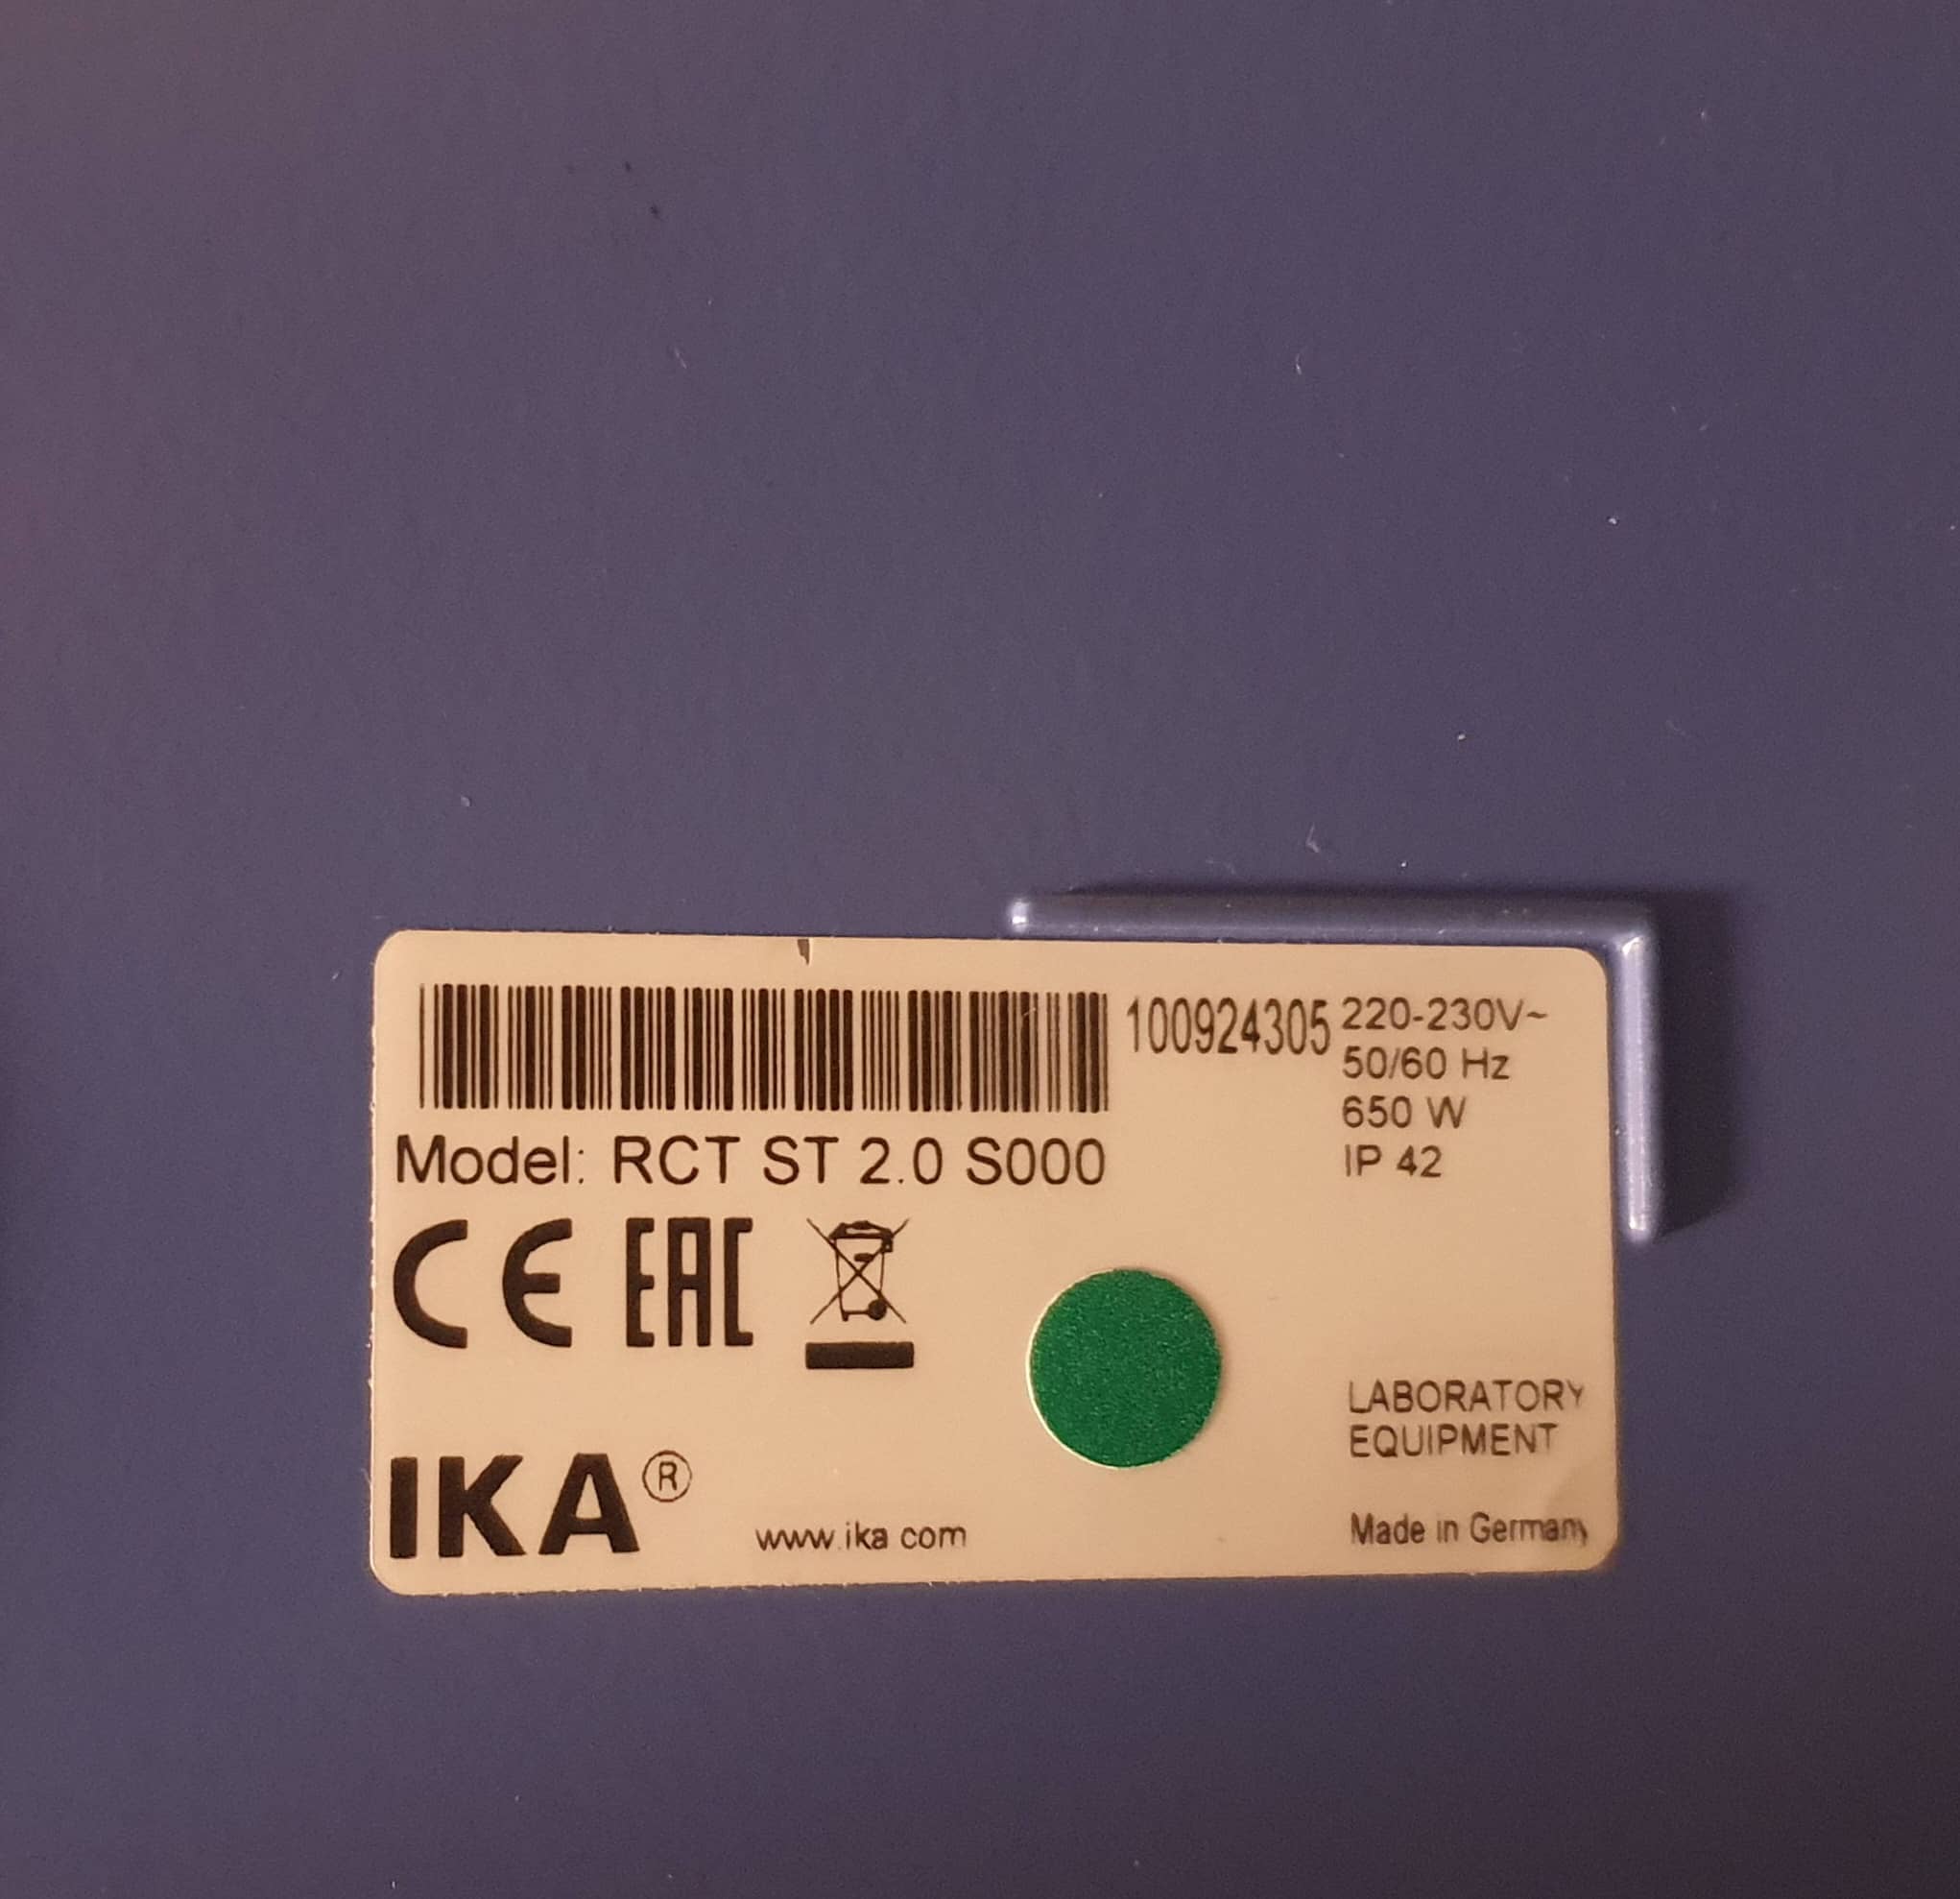 100924305
220-230V~
50/60 Hz
650 W
IP 42
Model: RCT ST 2.0 S000
CE EAC
LABORATORY
EQUIPMENT
IKA®
www.ika.com
Made in Germany